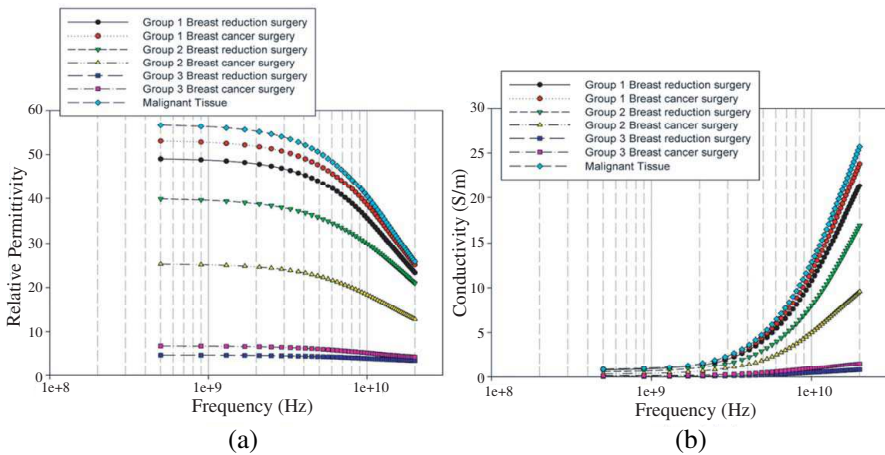 Group 1 Breast reduction surgery
Group 1 Breast cancer surgery
Group 2 Breast reduction surgery
Group 2 Breast cancer surgery
Group 3 Breast reduction surgery
Group 3 Breast cancer surgery
Malignant Tissue
60
50
40
30
20
10
0
Relative Permittivity
1e+8
1e+9
1e+10
Frequency (Hz)
(a)
Group 1 Breast reduction surgery
Group 1 Breast cancer surgery
Group 2 Breast reduction surgery
Group 2 Breast cancer surgery
Group 3 Breast reduction surgery
Group 3 Breast cancer surgery
Malignant Tissue
30
25
20
15
10
5
0
Conductivity (S/m)
1e+8
1e+9
1e+10
Frequency (Hz)
(b)